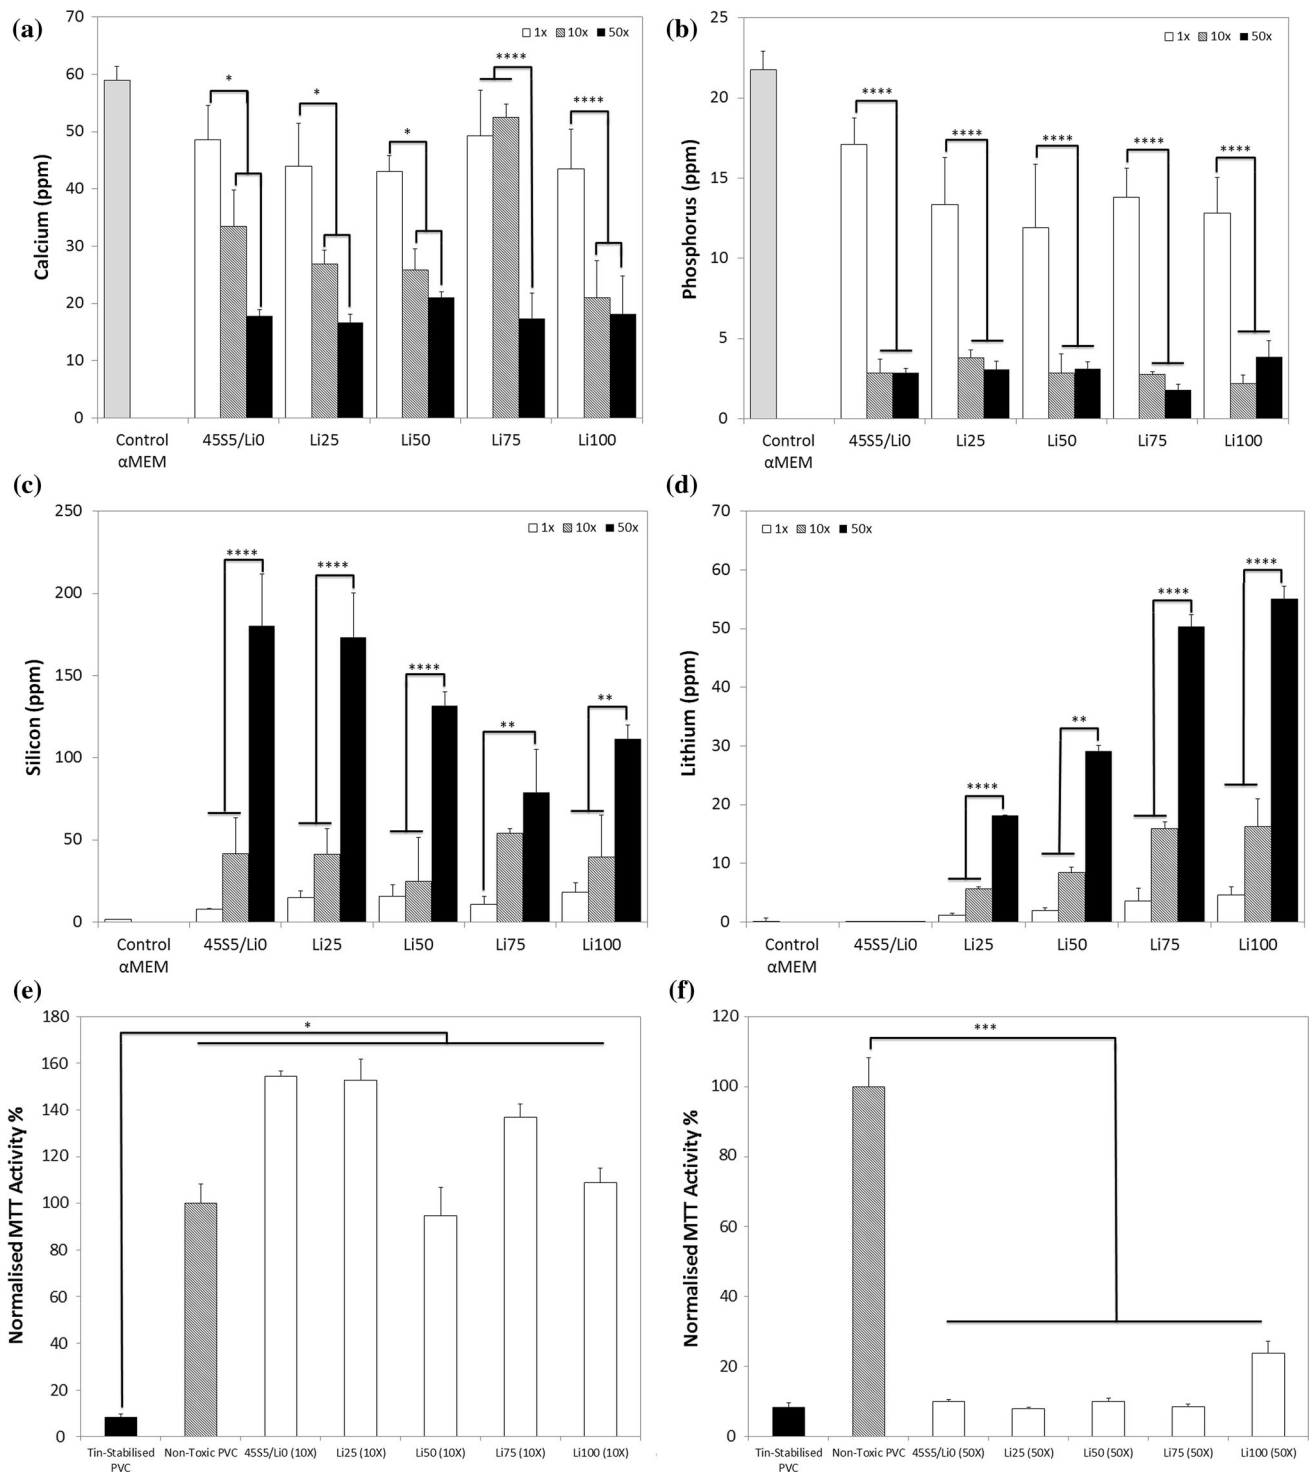 (a)
70
60
50
40
30
20
10
0
Calcium (ppm)
1x 10x 50x
*
*
*
****
****
Control αMEM
45S5/Li0
Li25
Li50
Li75
Li100
(b)
25
20
15
10
5
0
Phosphorus (ppm)
1x 10x 50x
****
****
****
****
****
Control αMEM
45S5/Li0
Li25
Li50
Li75
Li100
(c)
250
200
150
100
50
0
Silicon (ppm)
1x 10x 50x
****
****
****
**
**
Control αMEM
45S5/Li0
Li25
Li50
Li75
Li100
(d)
70
60
50
40
30
20
10
0
Lithium (ppm)
1x 10x 50x
****
**
****
****
Control αMEM
45S5/Li0
Li25
Li50
Li75
Li100
(e)
180
160
140
120
100
80
60
40
20
0
Normalised MTT Activity %
*
Tin-Stabilised PVC
Non-Toxic PVC
45S5/Li0 (10X)
Li25 (10X)
Li50 (10X)
Li75 (10X)
Li100 (10X)
(f)
120
100
80
60
40
20
0
Normalised MTT Activity %
***
Tin-Stabilised PVC
Non-Toxic PVC
45S5/Li0 (50X)
Li25 (50X)
Li50 (50X)
Li75 (50X)
Li100 (50X)